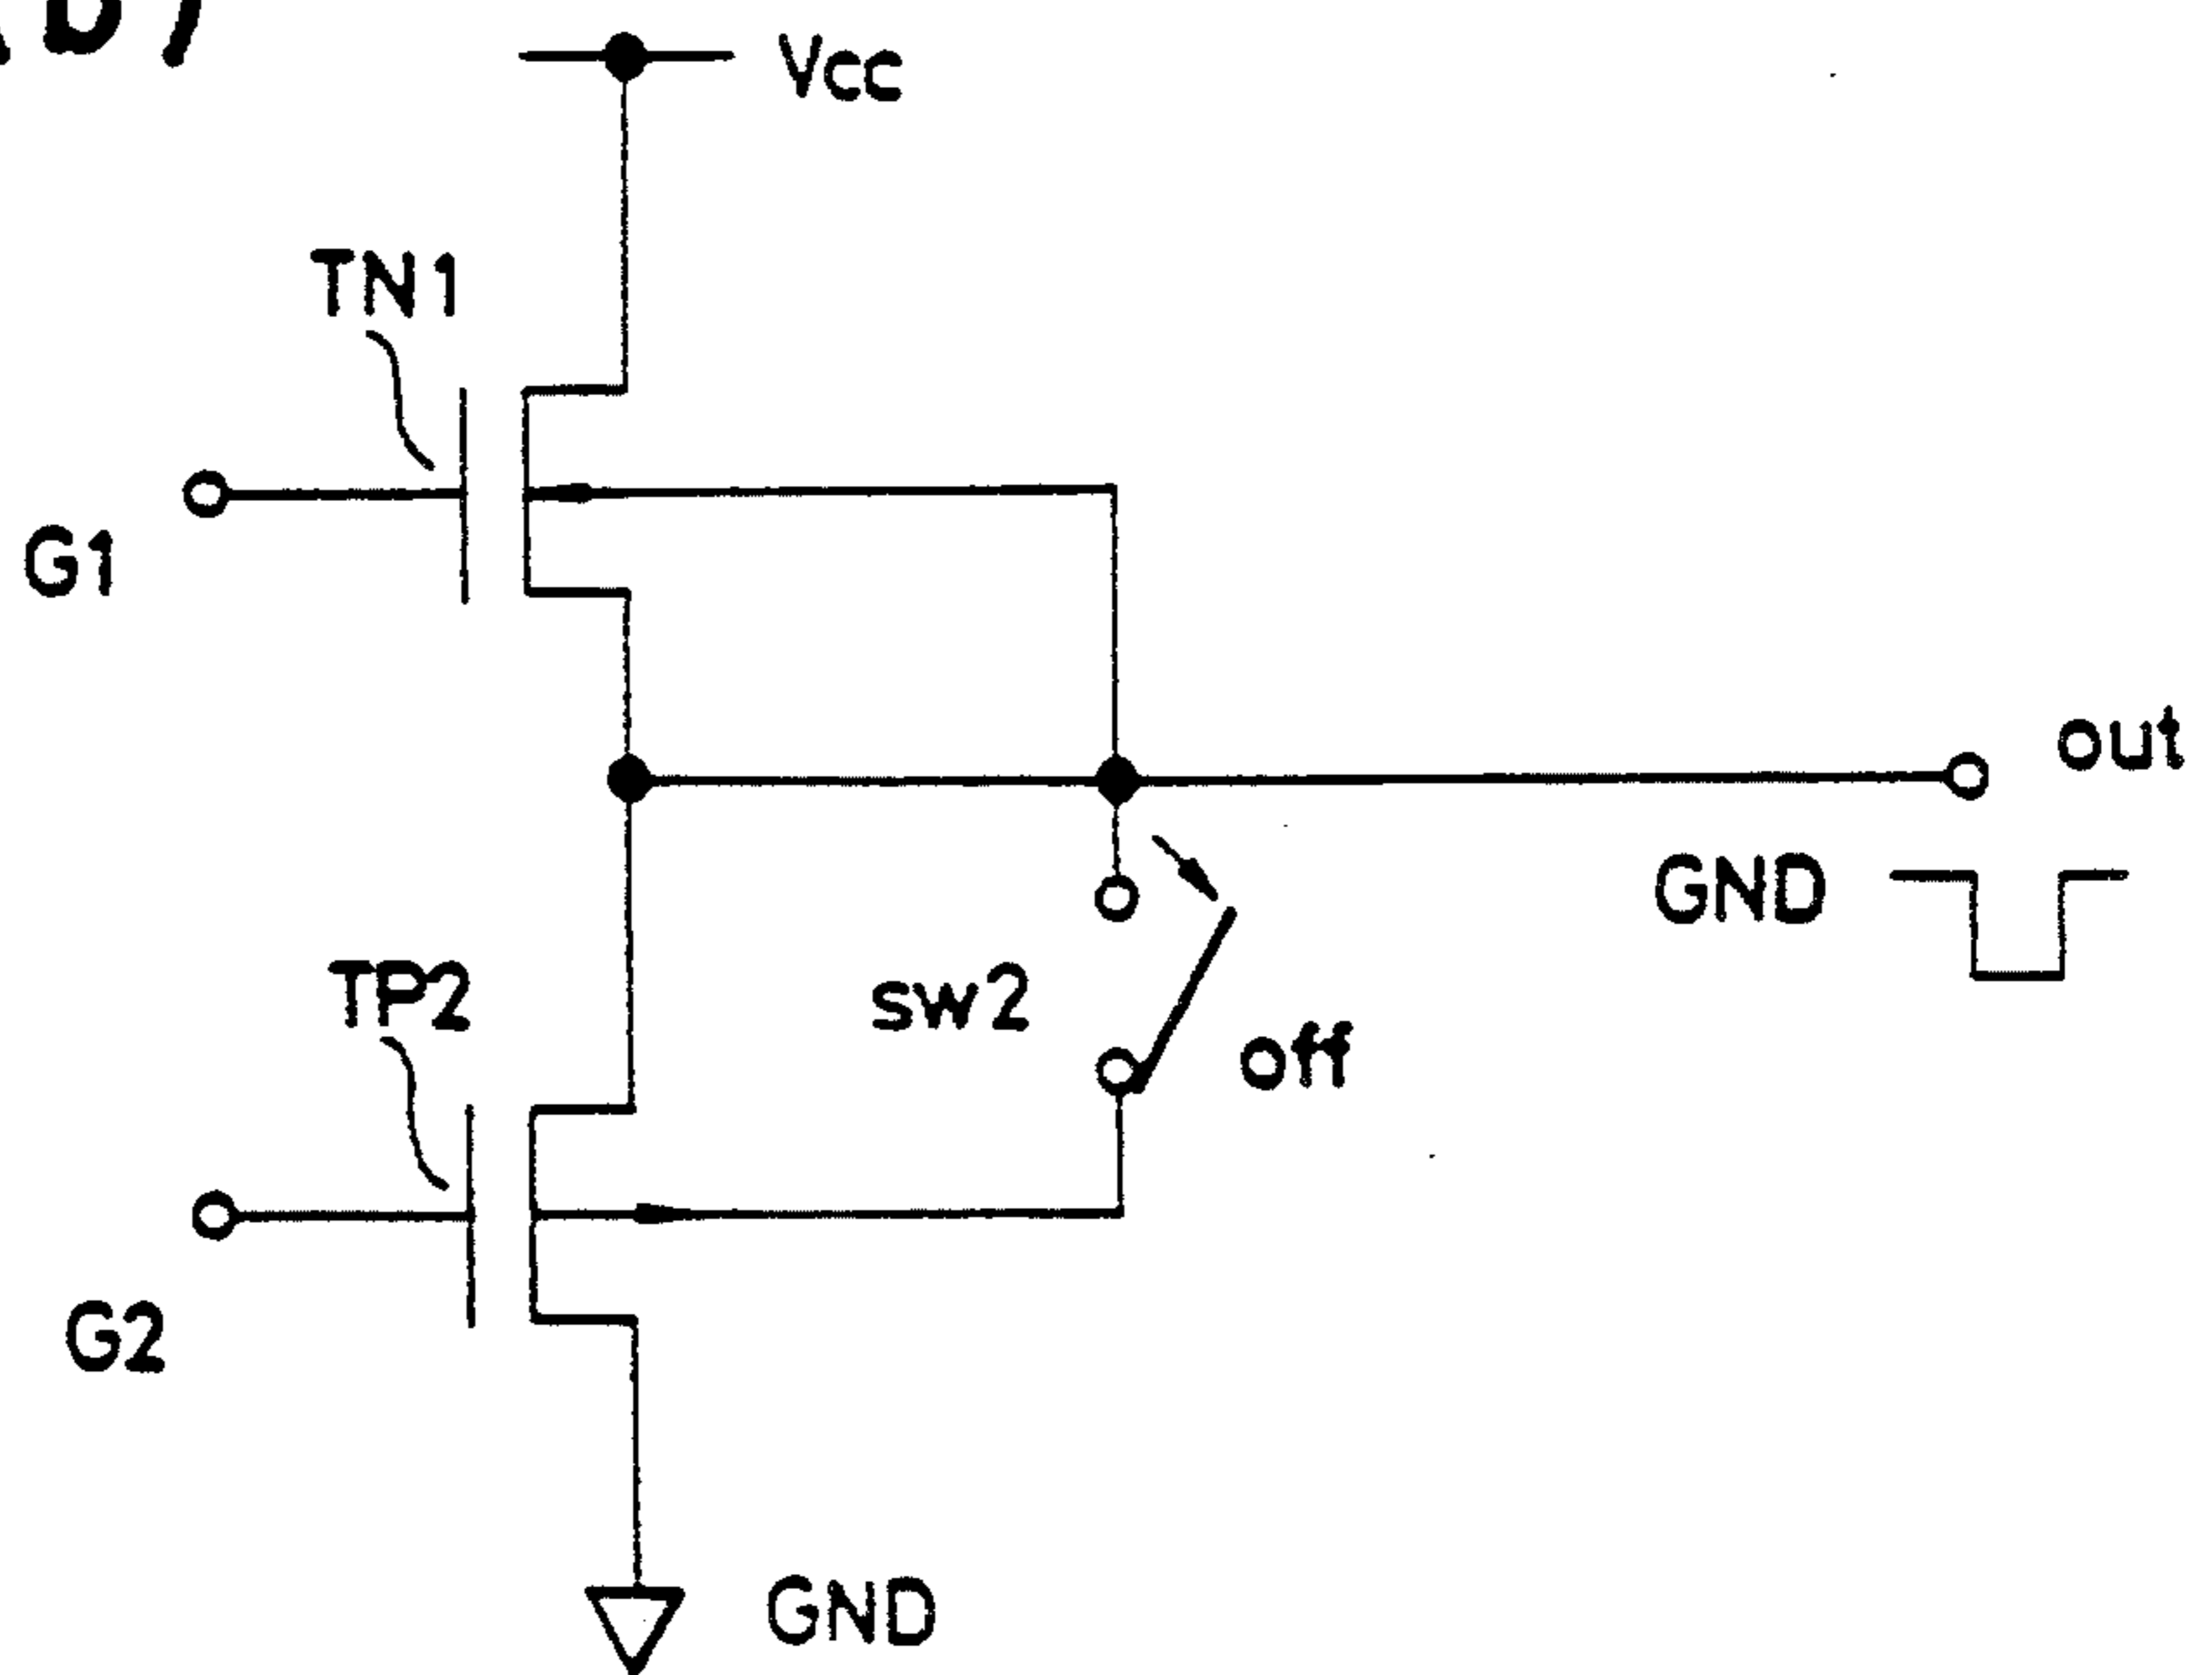 Vcc
TN1
G1
out
GND
TP2
sw2
off
G2
GND